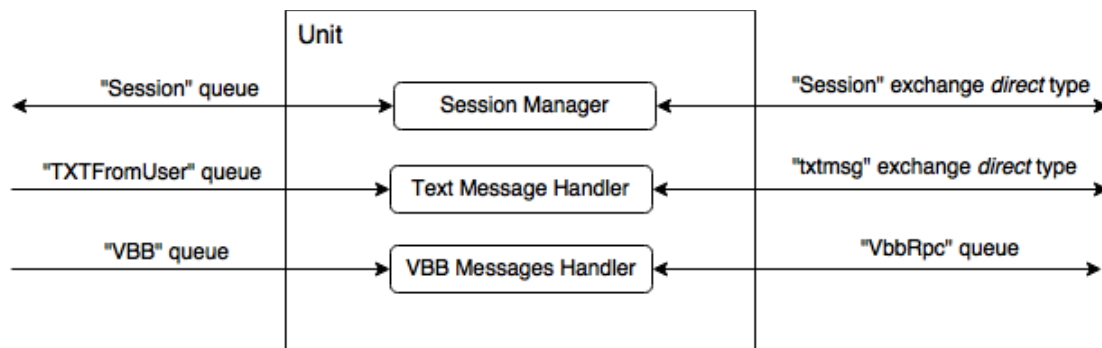 Unit
"Session" queue
Session Manager
"Session" exchange direct type
"TXTFromUser" queue
Text Message Handler
"txtmsg" exchange direct type
"VBB" queue
VBB Messages Handler
"VbbRpc" queue